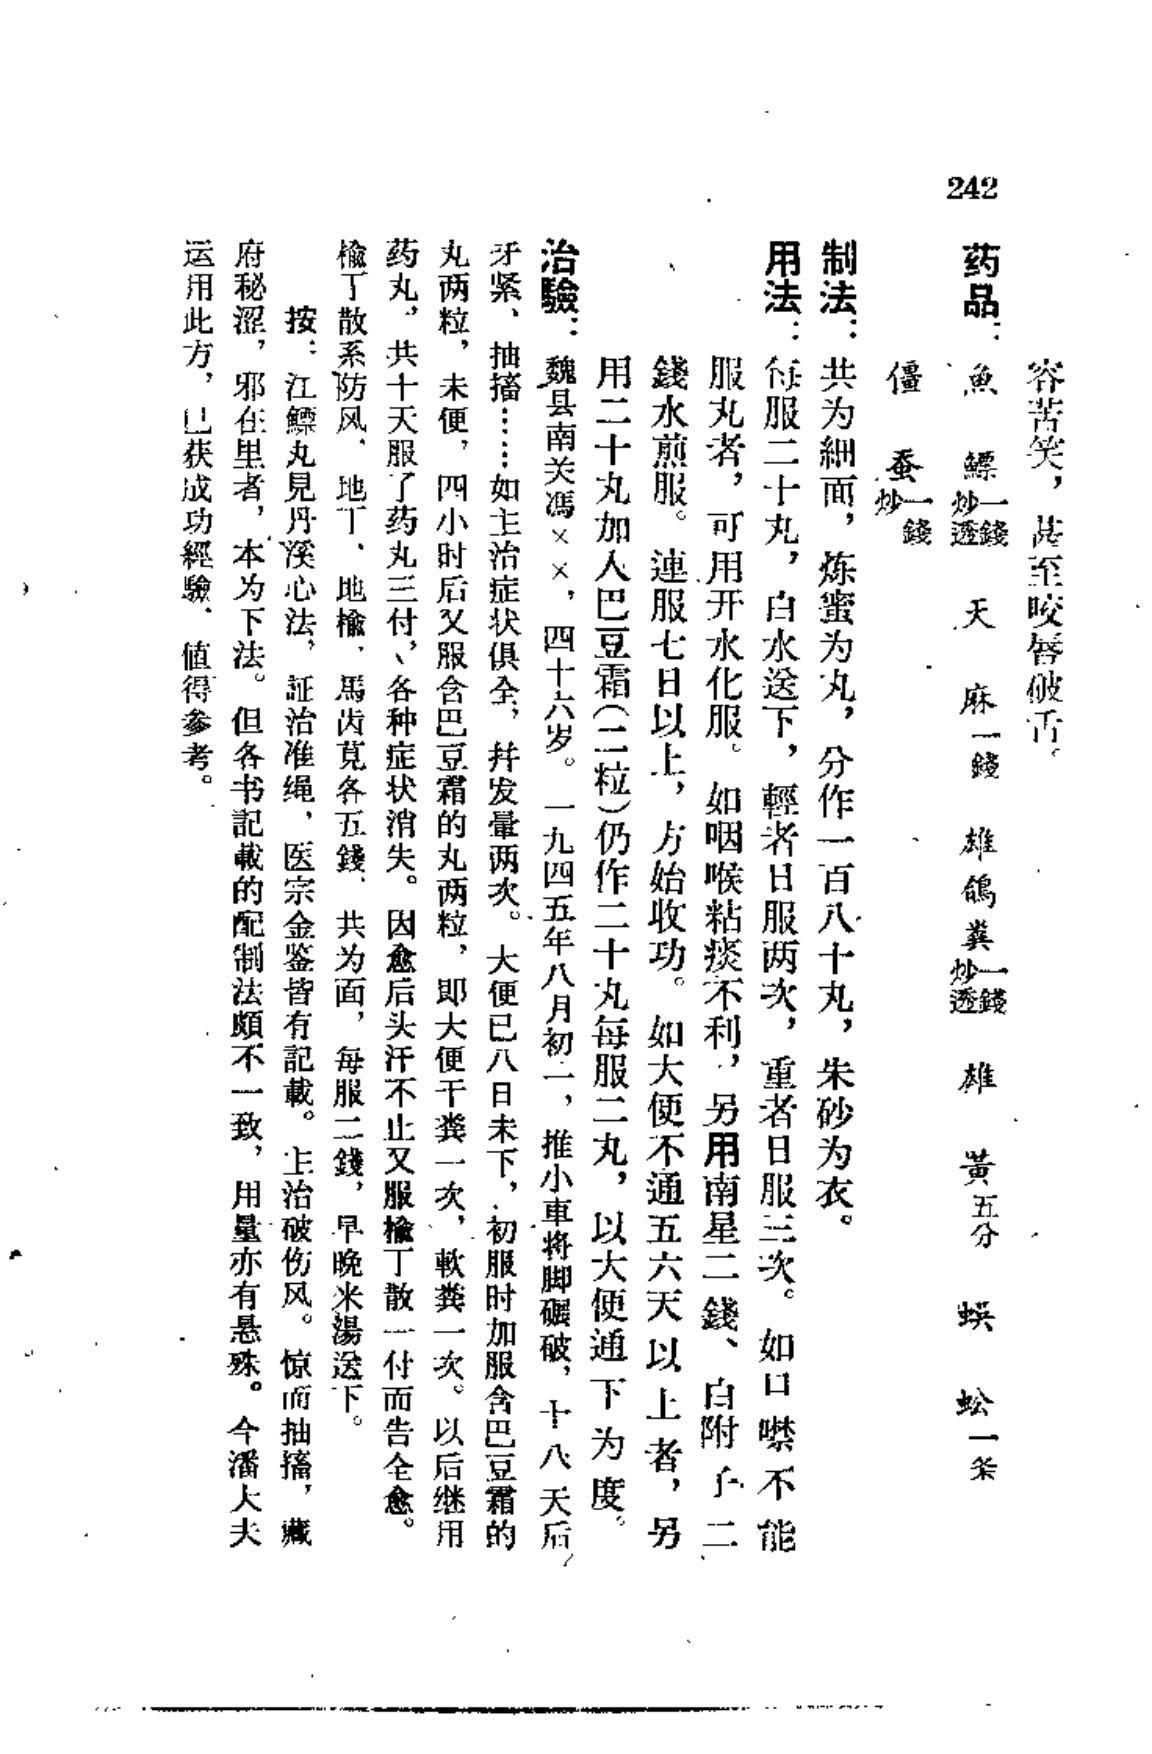 242
容苦笑，甚至咬唇破舌。
药品：魚鰾一錢炒透 天麻一錢 雄鴿粪一錢炒透 雄黃五分 蜈蚣一条
僵蚕一錢炒
制法：共为細面，炼蜜为丸，分作一百八十丸，朱砂为衣。
用法：每服二十丸，白水送下，輕者日服两次，重者日服三次。如口噤不能
服丸者，可用开水化服。如咽喉粘痰不利，另用南星二錢、白附子二
錢水煎服。連服七日以上，方始收功。如大便不通五六天以上者，另
用二十丸加入巴豆霜（二粒）仍作二十丸每服二丸，以大便通下为度。
治驗：魏县南关馮××，四十六岁。一九四五年八月初二，推小車将脚碾破，十八天后
牙紧、抽搐……如主治症状俱全，幷发暈两次。大便已八日未下，初服时加服含巴豆霜的
丸两粒，未便，四小时后又服含巴豆霜的丸两粒，即大便干粪一次，軟粪一次。以后继用
药丸，共十天服了药丸三付，各种症状消失。因愈后头汗不止又服楡丁散一付而告全愈。
楡丁散系防风、地丁、地楡、馬齿莧各五錢，共为面，每服二錢，早晚米湯送下。
按：江鰾丸見丹溪心法，証治准绳，医宗金鉴皆有記載。主治破伤风。惊而抽搐，藏
府秘涩，邪在里者，本为下法。但各书記載的配制法頗不一致，用量亦有悬殊。今潘大夫
运用此方，已获成功經驗，值得参考。